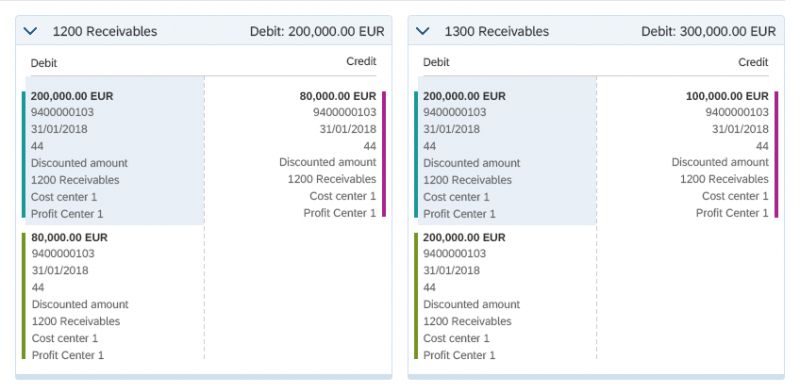 1200 Receivables Debit: 200,000.00 EUR
Debit Credit
200,000.00 EUR
9400000103
31/01/2018
44
Discounted amount
1200 Receivables
Cost center 1
Profit Center 1
80,000.00 EUR
9400000103
31/01/2018
44
Discounted amount
1200 Receivables
Cost center 1
Profit Center 1
80,000.00 EUR
9400000103
31/01/2018
44
Discounted amount
1200 Receivables
Cost center 1
Profit Center 1
1300 Receivables Debit: 300,000.00 EUR
Debit Credit
200,000.00 EUR
9400000103
31/01/2018
44
Discounted amount
1200 Receivables
Cost center 1
Profit Center 1
100,000.00 EUR
9400000103
31/01/2018
44
Discounted amount
1200 Receivables
Cost center 1
Profit Center 1
200,000.00 EUR
9400000103
31/01/2018
44
Discounted amount
1200 Receivables
Cost center 1
Profit Center 1